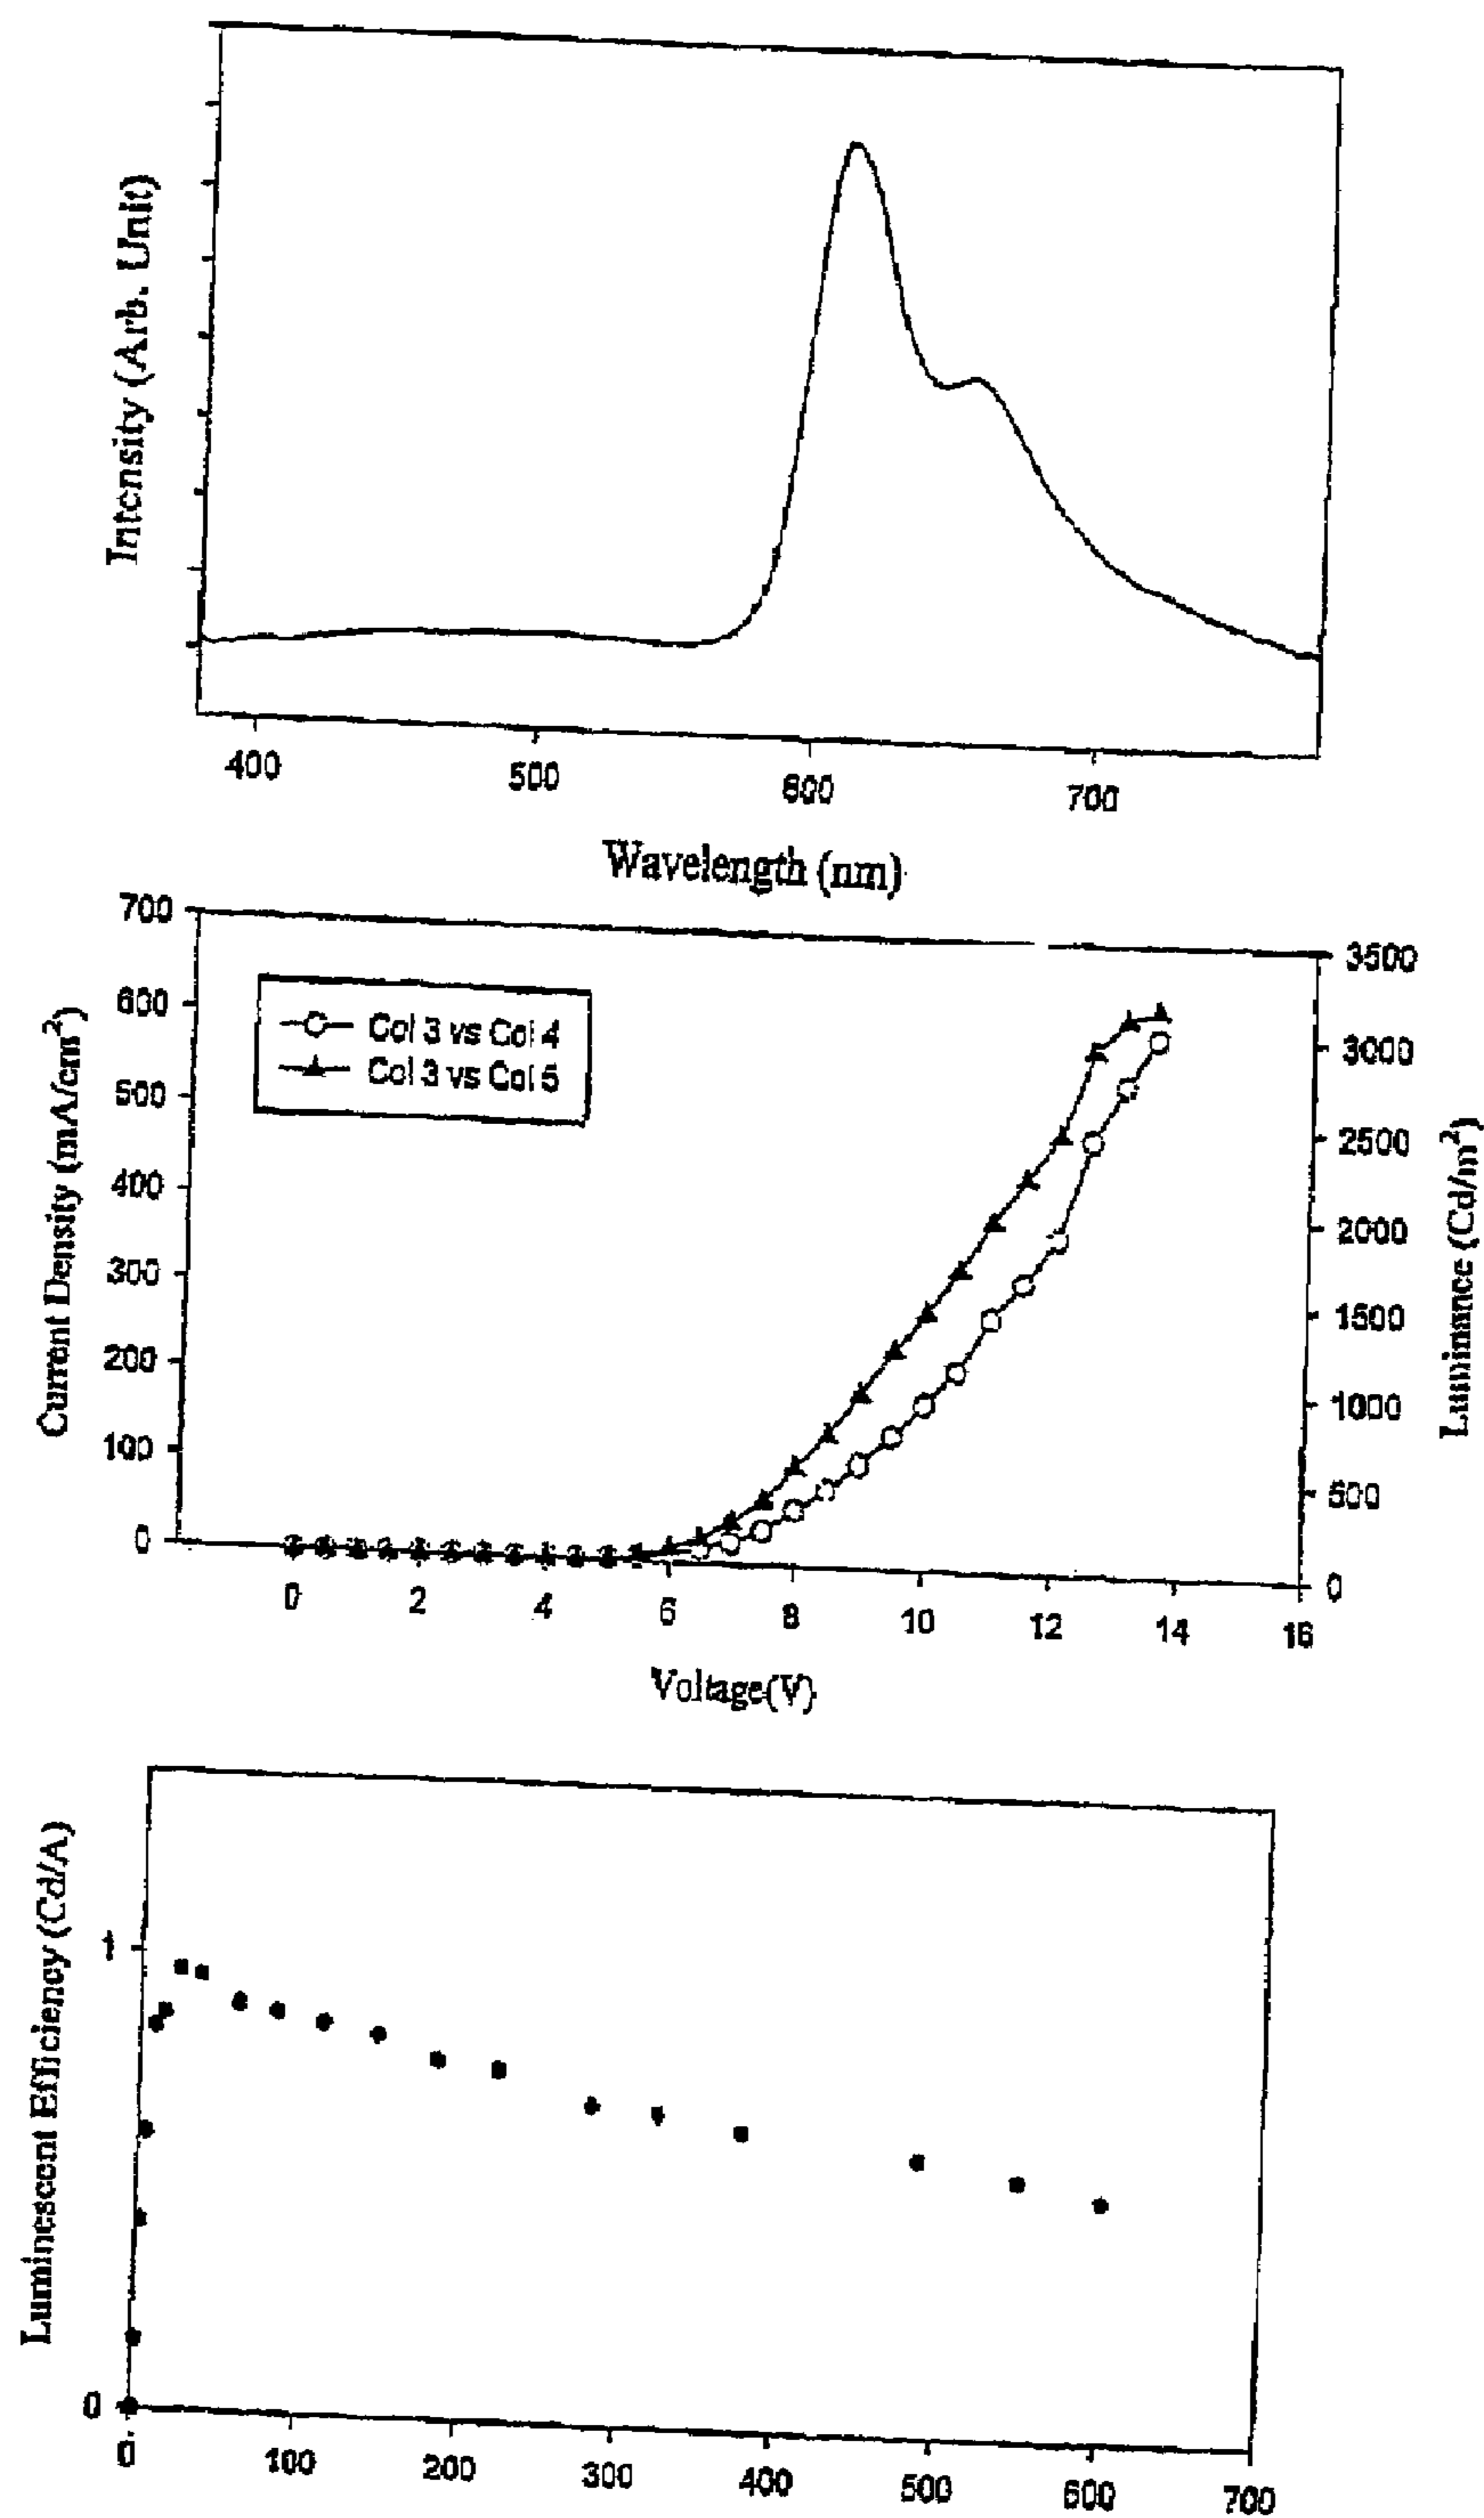 Intensity (Arb. Unit)
400 500 600 700
Wavelength (nm)
700
600
500
400
300
200
100
0
Current Density (mA/cm²)
Col 3 vs Col 4
Col 3 vs Col 5
3500
3000
2500
2000
1500
1000
500
0
Luminance (Cd/m²)
0 2 4 6 8 10 12 14 16
Voltage(V)
Luminescent Efficiency (Cd/A)
1
0
0 100 200 300 400 500 600 700